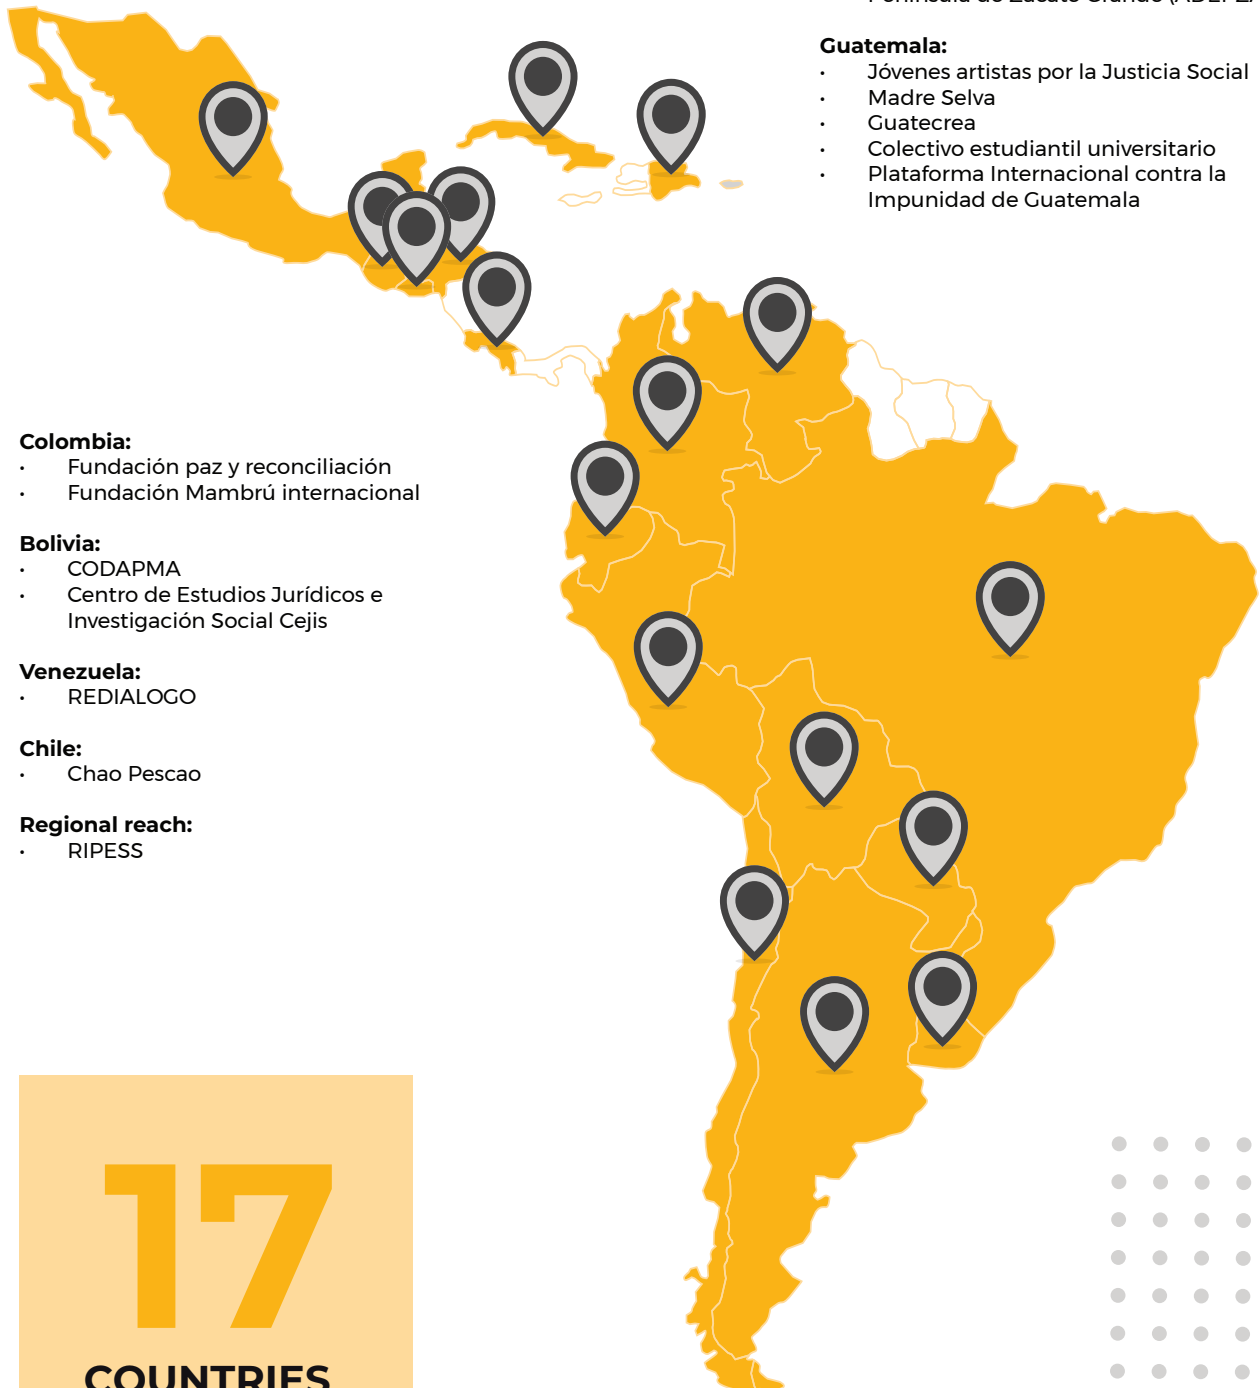 Guatemala:
• Jóvenes artistas por la Justicia Social
• Madre Selva
• Guatecrea
• Colectivo estudiantil universitario
• Plataforma Internacional contra la
Impunidad de Guatemala
Colombia:
• Fundación paz y reconciliación
• Fundación Mambrú internacional
Bolivia:
• CODAPMA
• Centro de Estudios Jurídicos e
Investigación Social Cejis
Venezuela:
• REDIALOGO
Chile:
• Chao Pescao
Regional reach:
• RIPESS
17
COUNTRIES